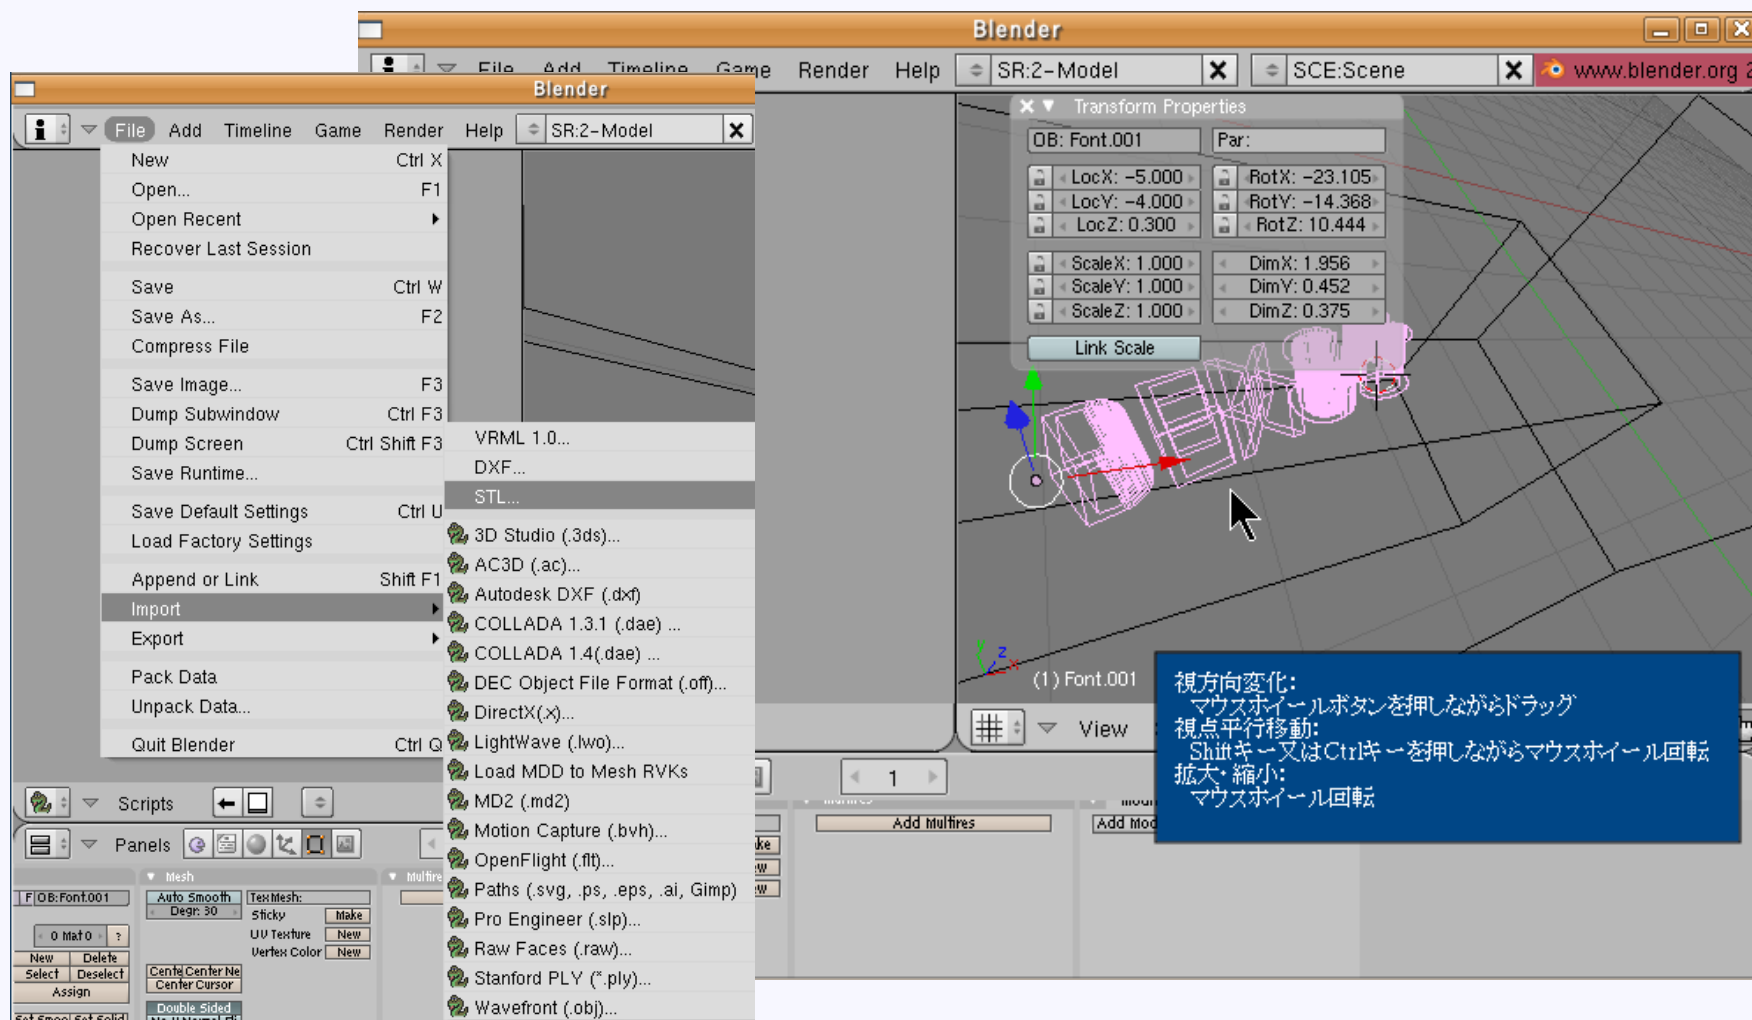 Blender
File Add Timeline Game Render Help SR:2-Model SCE:Scene www.blender.org
Transform Properties
OB: Font.001 Par:
LocX: -5.000 RotX: -23.105
LocY: -4.000 RotY: -14.368
LocZ: 0.300 RotZ: 10.444
ScaleX: 1.000 DimX: 1.956
ScaleY: 1.000 DimY: 0.452
ScaleZ: 1.000 DimZ: 0.375
Link Scale
y z x
(1) Font.001
View
視方向変化:
マウスホイールボタンを押しながらドラッグ
視点平行移動:
Shiftキー又はCtrlキーを押しながらマウスホイール回転
拡大・縮小:
マウスホイール回転
1
Add Multires
Add Mod
Blender
File Add Timeline Game Render Help SR:2-Model
New Ctrl X
Open... F1
Open Recent
Recover Last Session
Save Ctrl W
Save As... F2
Compress File
Save Image... F3
Dump Subwindow Ctrl F3
Dump Screen Ctrl Shift F3
Save Runtime...
Save Default Settings Ctrl U
Load Factory Settings
Append or Link Shift F1
Import
Export
Pack Data
Unpack Data...
Quit Blender Ctrl Q
VRML 1.0...
DXF...
STL...
3D Studio (.3ds)...
AC3D (.ac)...
Autodesk DXF (.dxf)
COLLADA 1.3.1 (.dae) ...
COLLADA 1.4(.dae) ...
DEC Object File Format (.off)...
DirectX(.x)...
LightWave (.lwo)...
Load MDD to Mesh RVKs
MD2 (.md2)
Motion Capture (.bvh)...
OpenFlight (.flt)...
Paths (.svg, .ps, .eps, .ai, Gimp)
Pro Engineer (.slp)...
Raw Faces (.raw)...
Stanford PLY (*.ply)...
Wavefront (.obj)...
Scripts
Panels
Mesh
F OB:Font.001 Auto Smooth TexMesh:
Degr: 30 Sticky Make
0 Mat 0 ? UV Texture New
New Delete Vertex Color New
Select Deselect Cente Center Ne
Assign Center Cursor
Double Sided